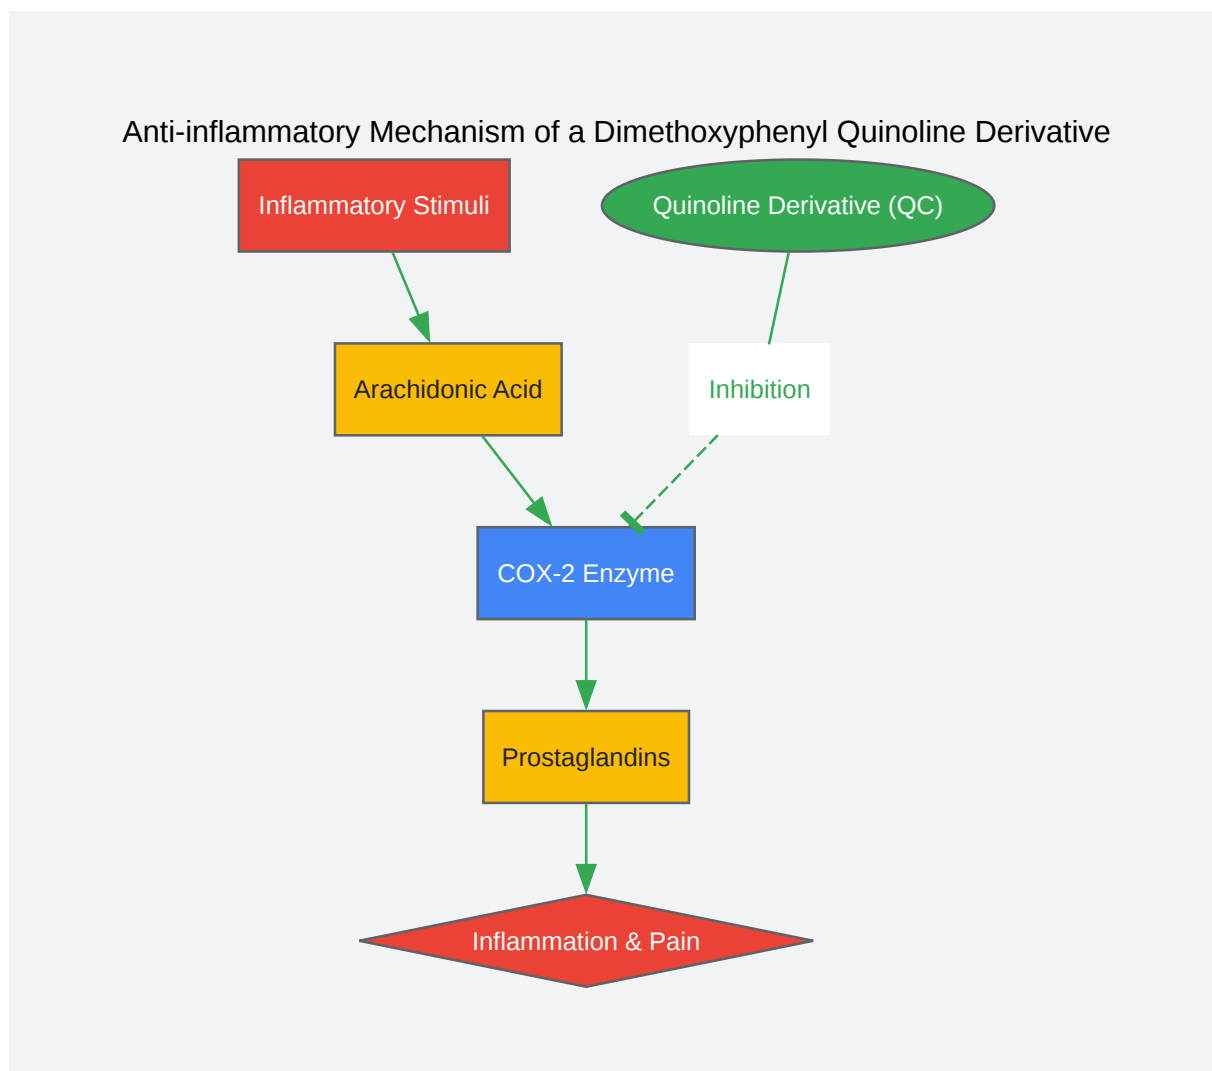 Anti-inflammatory Mechanism of a Dimethoxyphenyl Quinoline Derivative
Inflammatory Stimuli
Quinoline Derivative (QC)
Arachidonic Acid
Inhibition
COX-2 Enzyme
Prostaglandins
Inflammation & Pain